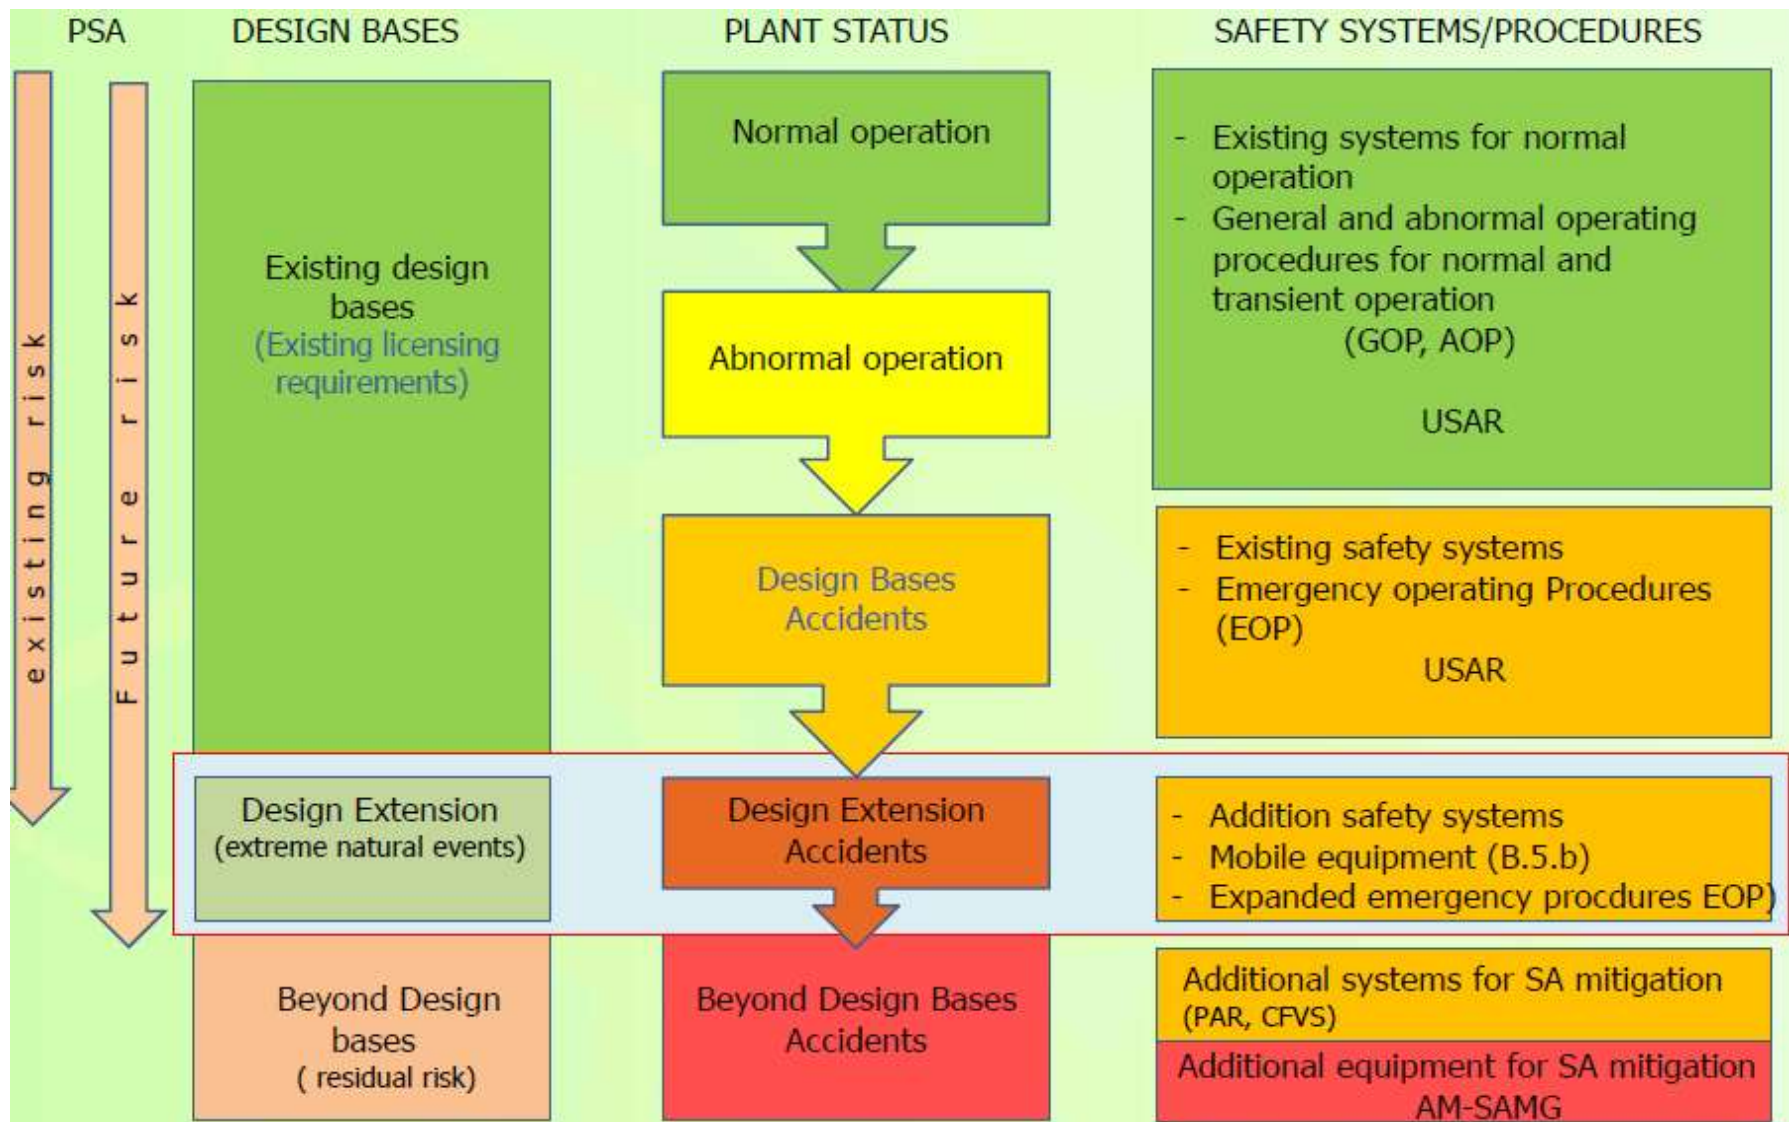 PSA
DESIGN BASES
PLANT STATUS
SAFETY SYSTEMS/PROCEDURES
existing risk
Future risk
Existing design
bases
(Existing licensing
requirements)
Normal operation
- Existing systems for normal
operation
- General and abnormal operating
procedures for normal and
transient operation
(GOP, AOP)
USAR
Abnormal operation
Design Bases
Accidents
- Existing safety systems
- Emergency operating Procedures
(EOP)
USAR
Design Extension
(extreme natural events)
Design Extension
Accidents
- Addition safety systems
- Mobile equipment (B.5.b)
- Expanded emergency procdures EOP)
Beyond Design
bases
( residual risk)
Beyond Design Bases
Accidents
Additional systems for SA mitigation
(PAR, CFVS)
Additional equipment for SA mitigation
AM-SAMG